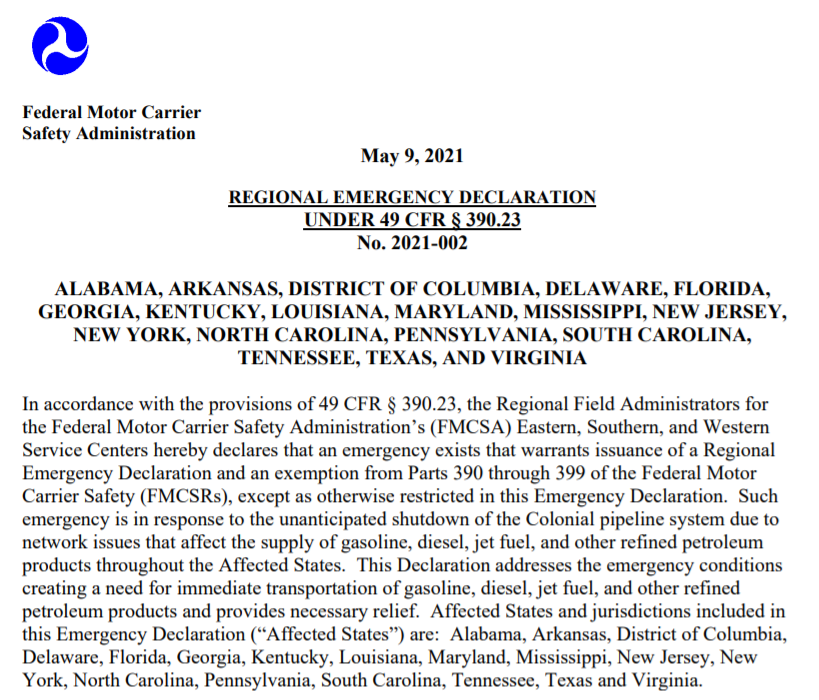 Federal Motor Carrier
Safety Administration
May 9, 2021
REGIONAL EMERGENCY DECLARATION
UNDER 49 CFR § 390.23
No. 2021-002
ALABAMA, ARKANSAS, DISTRICT OF COLUMBIA, DELAWARE, FLORIDA,
GEORGIA, KENTUCKY, LOUISIANA, MARYLAND, MISSISSIPPI, NEW JERSEY,
NEW YORK, NORTH CAROLINA, PENNSYLVANIA, SOUTH CAROLINA,
TENNESSEE, TEXAS, AND VIRGINIA
In accordance with the provisions of 49 CFR § 390.23, the Regional Field Administrators for
the Federal Motor Carrier Safety Administration’s (FMCSA) Eastern, Southern, and Western
Service Centers hereby declares that an emergency exists that warrants issuance of a Regional
Emergency Declaration and an exemption from Parts 390 through 399 of the Federal Motor
Carrier Safety (FMCSRs), except as otherwise restricted in this Emergency Declaration.  Such
emergency is in response to the unanticipated shutdown of the Colonial pipeline system due to
network issues that affect the supply of gasoline, diesel, jet fuel, and other refined petroleum
products throughout the Affected States.  This Declaration addresses the emergency conditions
creating a need for immediate transportation of gasoline, diesel, jet fuel, and other refined
petroleum products and provides necessary relief.  Affected States and jurisdictions included in
this Emergency Declaration (“Affected States”) are:  Alabama, Arkansas, District of Columbia,
Delaware, Florida, Georgia, Kentucky, Louisiana, Maryland, Mississippi, New Jersey, New
York, North Carolina, Pennsylvania, South Carolina, Tennessee, Texas and Virginia.